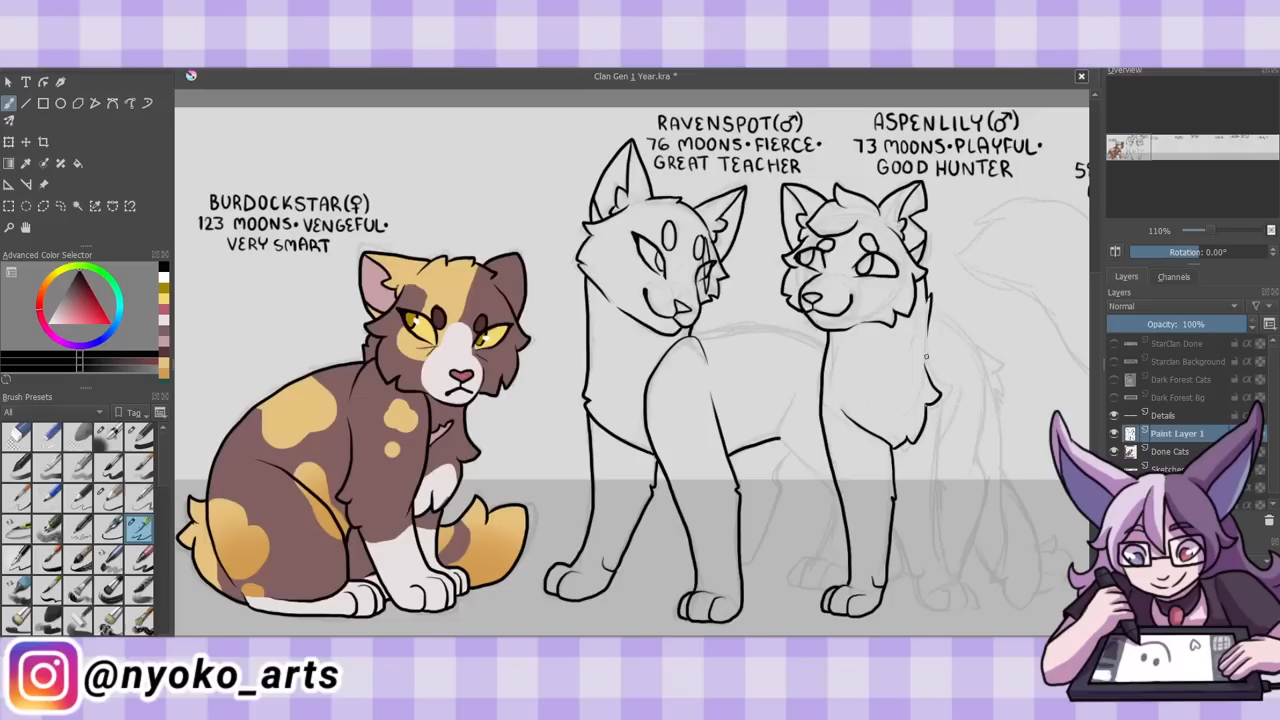 Clan Gen 1 Year.kra *
Overview
RAVENSPOT(♂)
76 MOONS•FIERCE•
GREAT TEACHER
ASPENLILY(♂)
73 MOONS•PLAYFUL•
GOOD HUNTER
BURDOCKSTAR(♀)
123 MOONS•VENGEFUL•
VERY SMART
110%
Rotation: 0.00°
Advanced Color Selector
Layers
Channels
Layers
Normal
Opacity: 100%
StarClan Done
Starclan Background
Dark Forest Cats
Dark Forest Bg
Details
Paint Layer 1
Done Cats
Brush Presets
All
Tag
@nyoko_arts